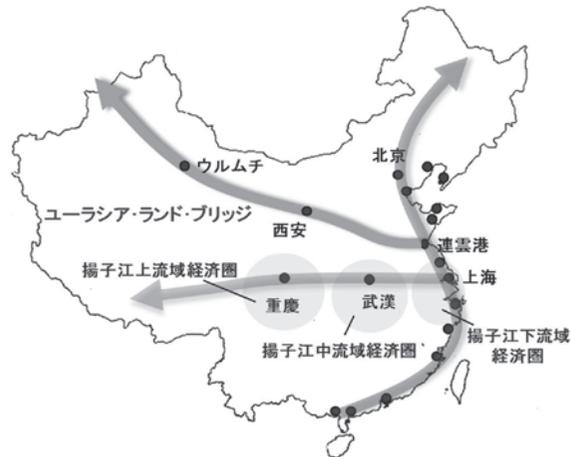 北京
ウルムチ
ユーラシア・ランド・ブリッジ
西安
連雲港
揚子江上流域経済圏
上海
重慶
武漢
揚子江中流域経済圏
揚子江下流域
経済圏